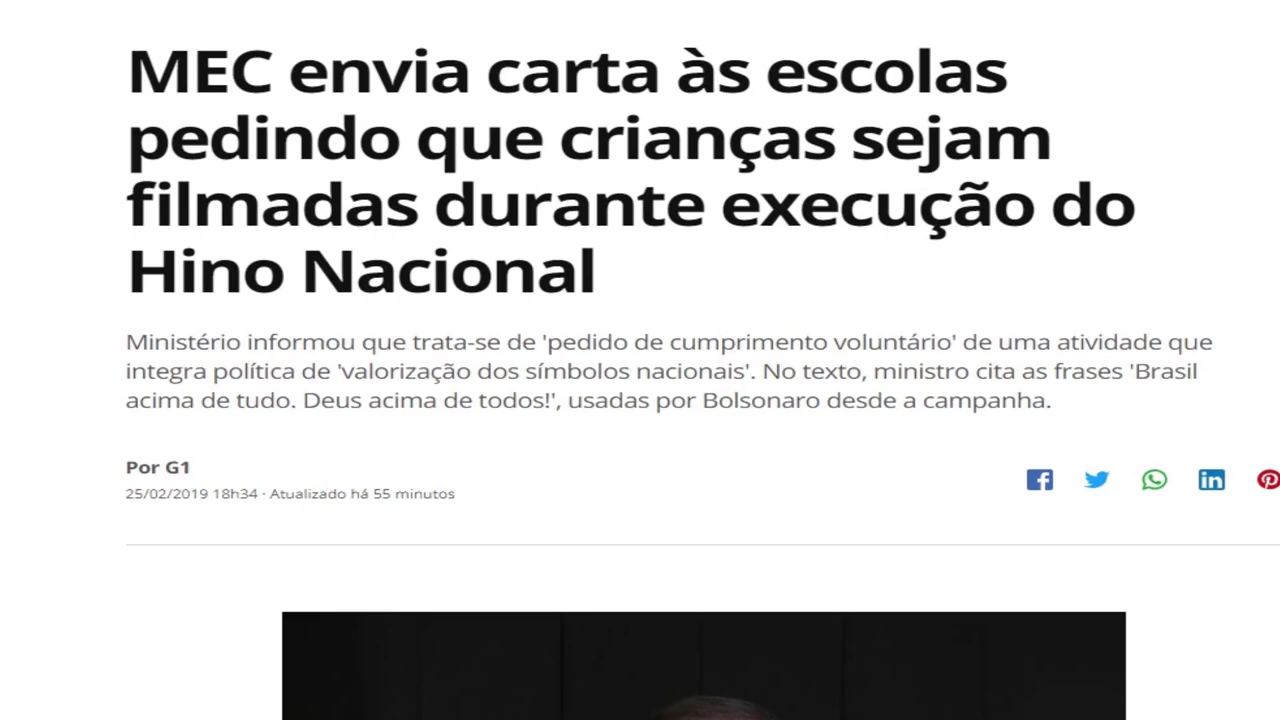 MEC envia carta às escolas
pedindo que crianças sejam
filmadas durante execução do
Hino Nacional
Ministério informou que trata-se de 'pedido de cumprimento voluntário' de uma atividade que
integra política de 'valorização dos símbolos nacionais'. No texto, ministro cita as frases 'Brasil
acima de tudo. Deus acima de todos!', usadas por Bolsonaro desde a campanha.
Por G1
25/02/2019 18h34 · Atualizado há 55 minutos